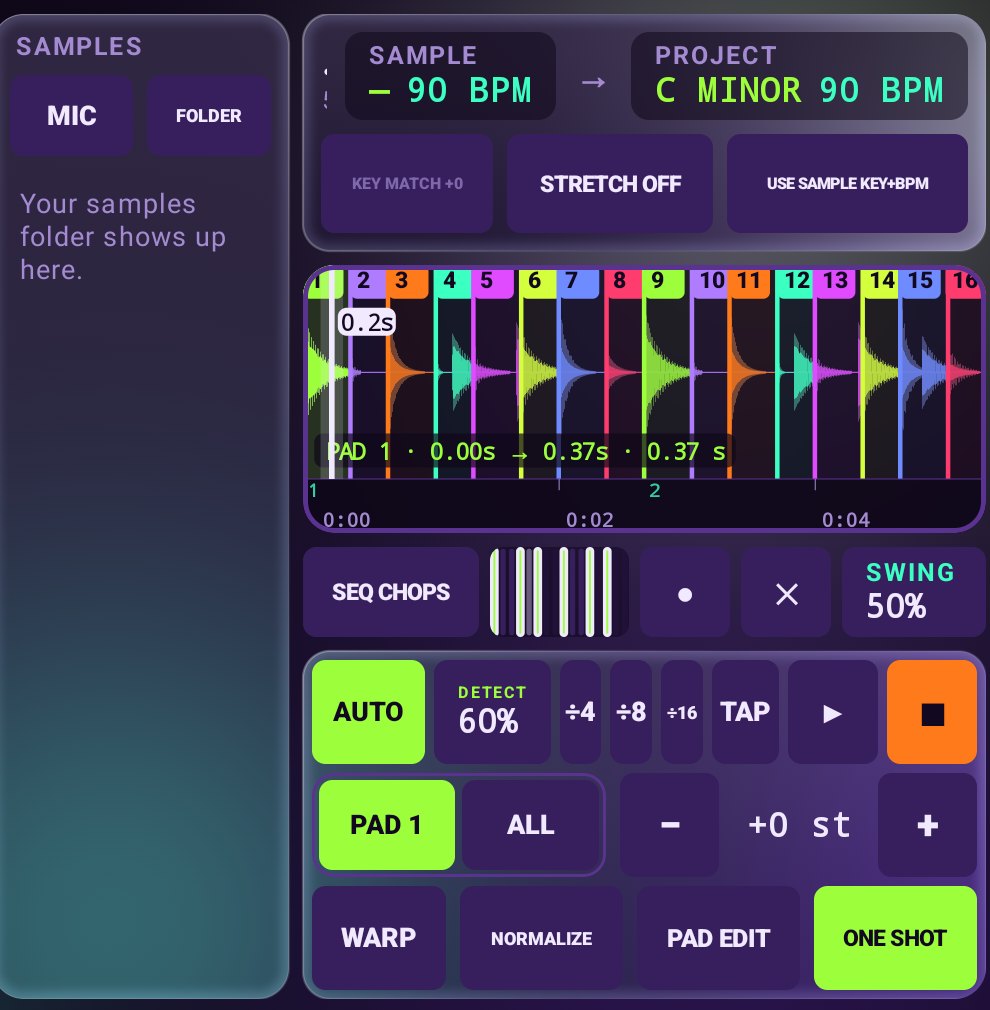 SAMPLES
MIC
FOLDER
Your samples
folder shows up
here.
SAMPLE
– 90 BPM
→
PROJECT
C MINOR 90 BPM
KEY MATCH +0
STRETCH OFF
USE SAMPLE KEY+BPM
1 2 3 4 5 6 7 8 9 10 11 12 13 14 15 16
0.2s
PAD 1 · 0.00s → 0.37s · 0.37 s
1 2
0:00 0:02 0:04
SEQ CHOPS
SWING
50%
AUTO
DETECT
60%
÷4
÷8
÷16
TAP
PAD 1
ALL
−
+0 st
+
WARP
NORMALIZE
PAD EDIT
ONE SHOT